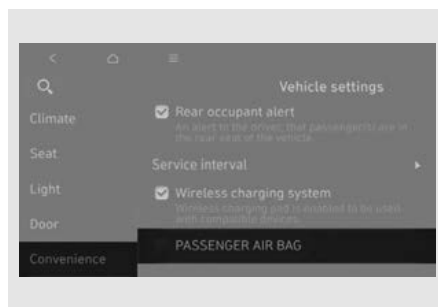 Vehicle settings
Climate
Seat
Light
Door
Convenience
Rear occupant alert
An alert to the driver, that passenger(s) are in
the rear seat of the vehicle.
Service interval
Wireless charging system
Wireless charging pad is enabled to be used
with compatible devices.
PASSENGER AIR BAG